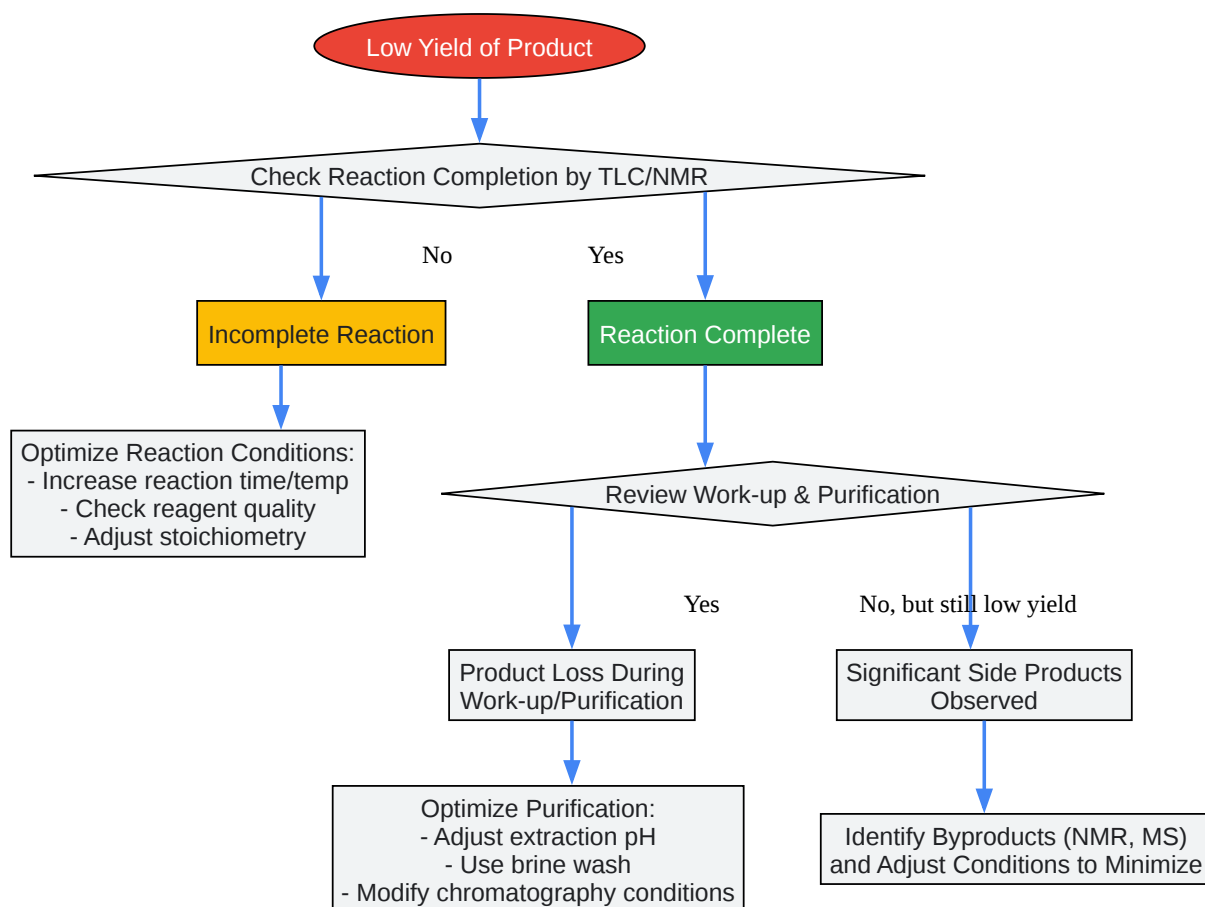 Low Yield of Product
Check Reaction Completion by TLC/NMR
No
Yes
Incomplete Reaction
Reaction Complete
Optimize Reaction Conditions:
- Increase reaction time/temp
- Check reagent quality
- Adjust stoichiometry
Review Work-up & Purification
Yes
No, but still low yield
Product Loss During
Work-up/Purification
Significant Side Products
Observed
Optimize Purification:
- Adjust extraction pH
- Use brine wash
- Modify chromatography conditions
Identify Byproducts (NMR, MS)
and Adjust Conditions to Minimize